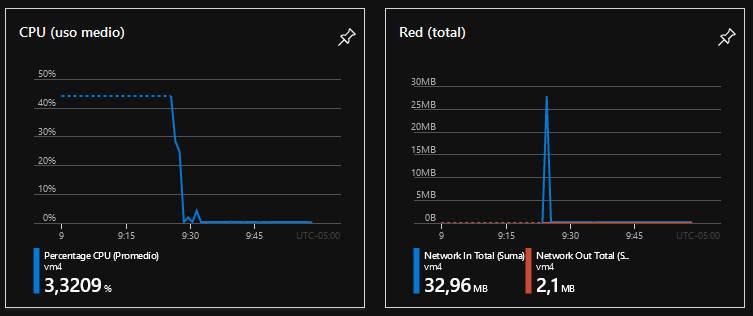 CPU (uso medio)
50%
40%
30%
20%
10%
0%
9
9:15
9:30
9:45
UTC-05:00
Percentage CPU (Promedio)
vm4
3,3209 %
Red (total)
30MB
25MB
20MB
15MB
10MB
5MB
0B
9
9:15
9:30
9:45
UTC-05:00
Network In Total (Suma)
vm4
32,96 MB
Network Out Total (S...
vm4
2,1 MB